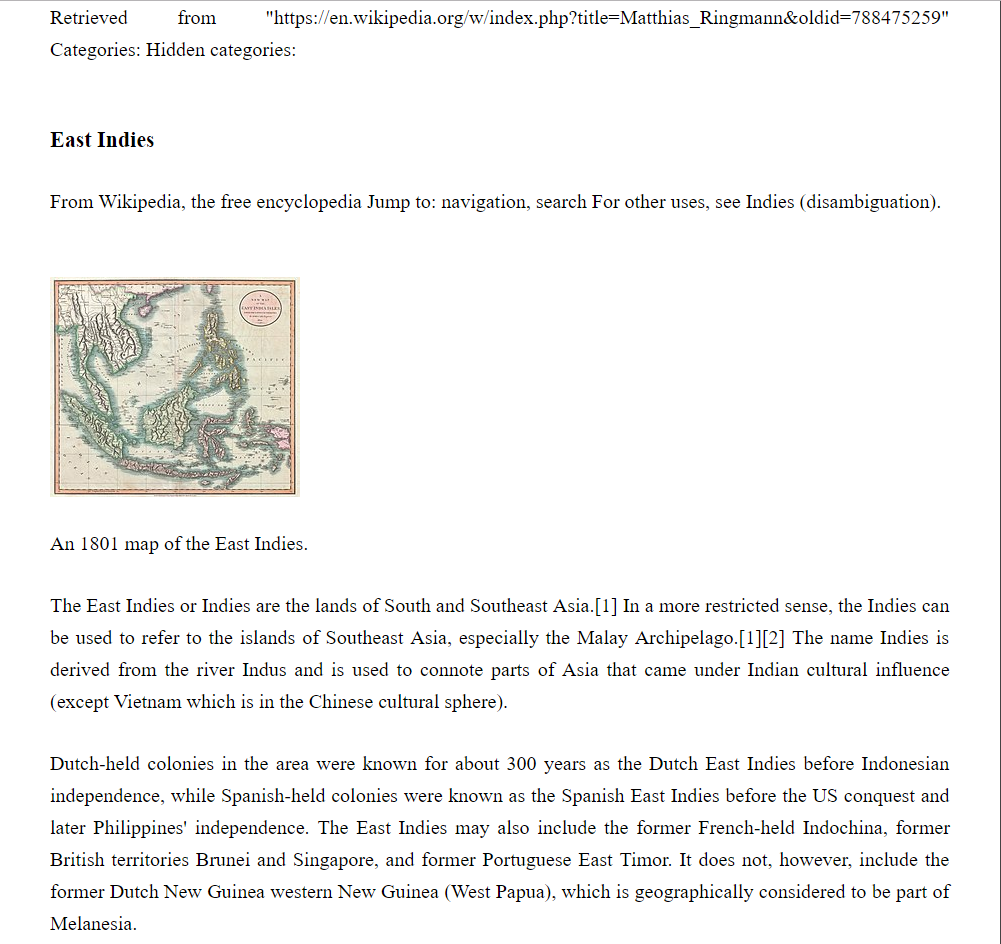 Retrieved from "https://en.wikipedia.org/w/index.php?title=Matthias_Ringmann&oldid=788475259"
Categories: Hidden categories:
East Indies
From Wikipedia, the free encyclopedia Jump to: navigation, search For other uses, see Indies (disambiguation).
An 1801 map of the East Indies.
The East Indies or Indies are the lands of South and Southeast Asia.[1] In a more restricted sense, the Indies can
be used to refer to the islands of Southeast Asia, especially the Malay Archipelago.[1][2] The name Indies is
derived from the river Indus and is used to connote parts of Asia that came under Indian cultural influence
(except Vietnam which is in the Chinese cultural sphere).
Dutch-held colonies in the area were known for about 300 years as the Dutch East Indies before Indonesian
independence, while Spanish-held colonies were known as the Spanish East Indies before the US conquest and
later Philippines' independence. The East Indies may also include the former French-held Indochina, former
British territories Brunei and Singapore, and former Portuguese East Timor. It does not, however, include the
former Dutch New Guinea western New Guinea (West Papua), which is geographically considered to be part of
Melanesia.